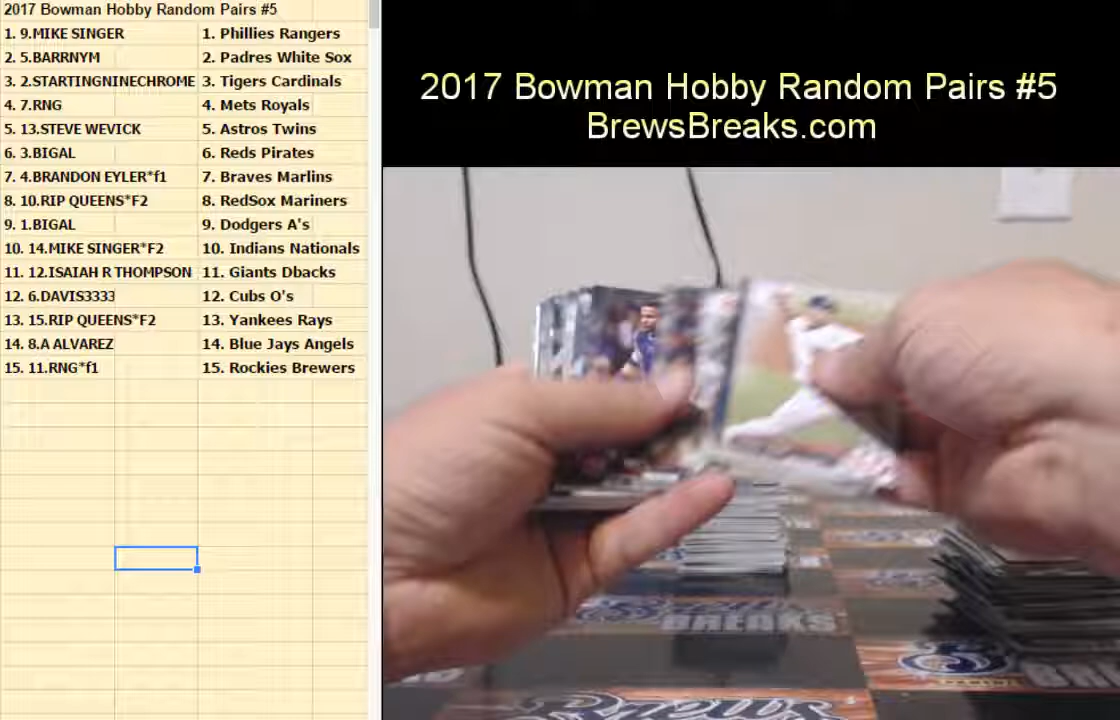 2017 Bowman Hobby Random Pairs #5
1. 9.MIKE SINGER 1. Phillies Rangers
2. 5.BARRNYM 2. Padres White Sox
3. 2.STARTINGNINECHROME 3. Tigers Cardinals
4. 7.RNG 4. Mets Royals
5. 13.STEVE WEVICK 5. Astros Twins
6. 3.BIGAL 6. Reds Pirates
7. 4.BRANDON EYLER*f1 7. Braves Marlins
8. 10.RIP QUEENS*F2 8. RedSox Mariners
9. 1.BIGAL 9. Dodgers A's
10. 14.MIKE SINGER*F2 10. Indians Nationals
11. 12.ISAIAH R THOMPSON 11. Giants Dbacks
12. 6.DAVIS3333 12. Cubs O's
13. 15.RIP QUEENS*F2 13. Yankees Rays
14. 8.A ALVAREZ 14. Blue Jays Angels
15. 11.RNG*f1 15. Rockies Brewers
2017 Bowman Hobby Random Pairs #5
BrewsBreaks.com
BREAKS